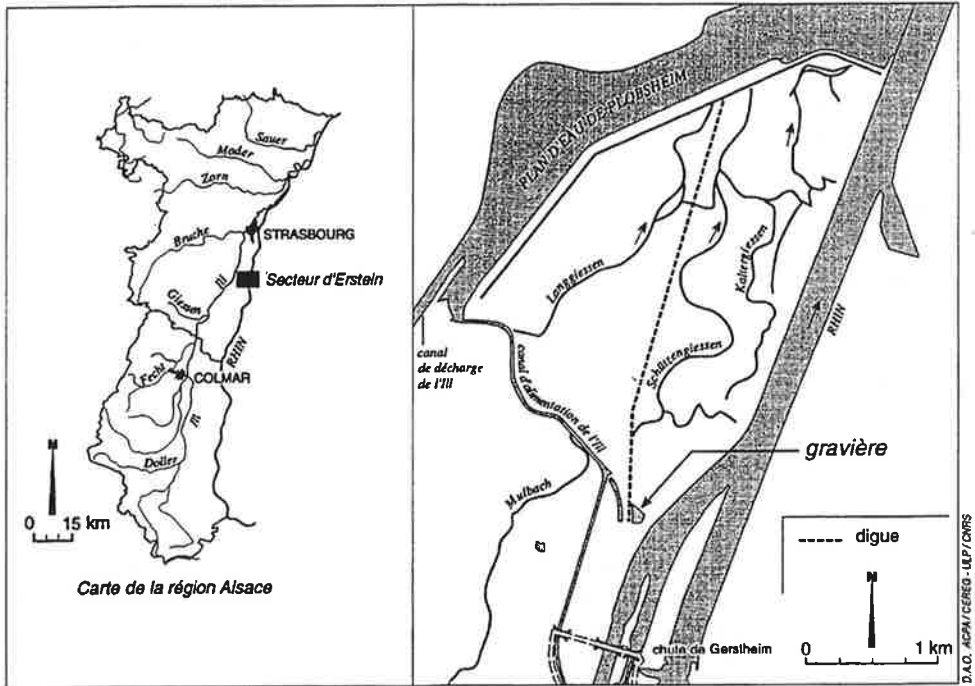 Sauer
Moder
Zorn
Bruche
STRASBOURG
Ill
Secteur d'Erstein
Giessen
RHIN
Fecht
COLMAR
Ill
Doller
N
0 15 km
Carte de la région Alsace
PLAN D'EAU DE PLOBSHEIM
Langgiessen
Kaltergiessen
Schüttengiessen
RHIN
canal
de décharge
de l'Ill
canal d'alimentation de l'Ill
Mulbach
gravière
digue
N
chute de Gerstheim
0 1 km
D.A.O. ACPA / CEREG - ULP / CNRS